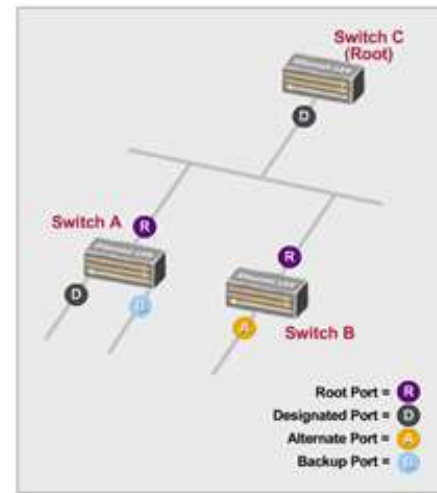 Switch C
(Root)
D
Switch A
R
R
D
A
Switch B
Root Port = R
Designated Port = D
Alternate Port = A
Backup Port =